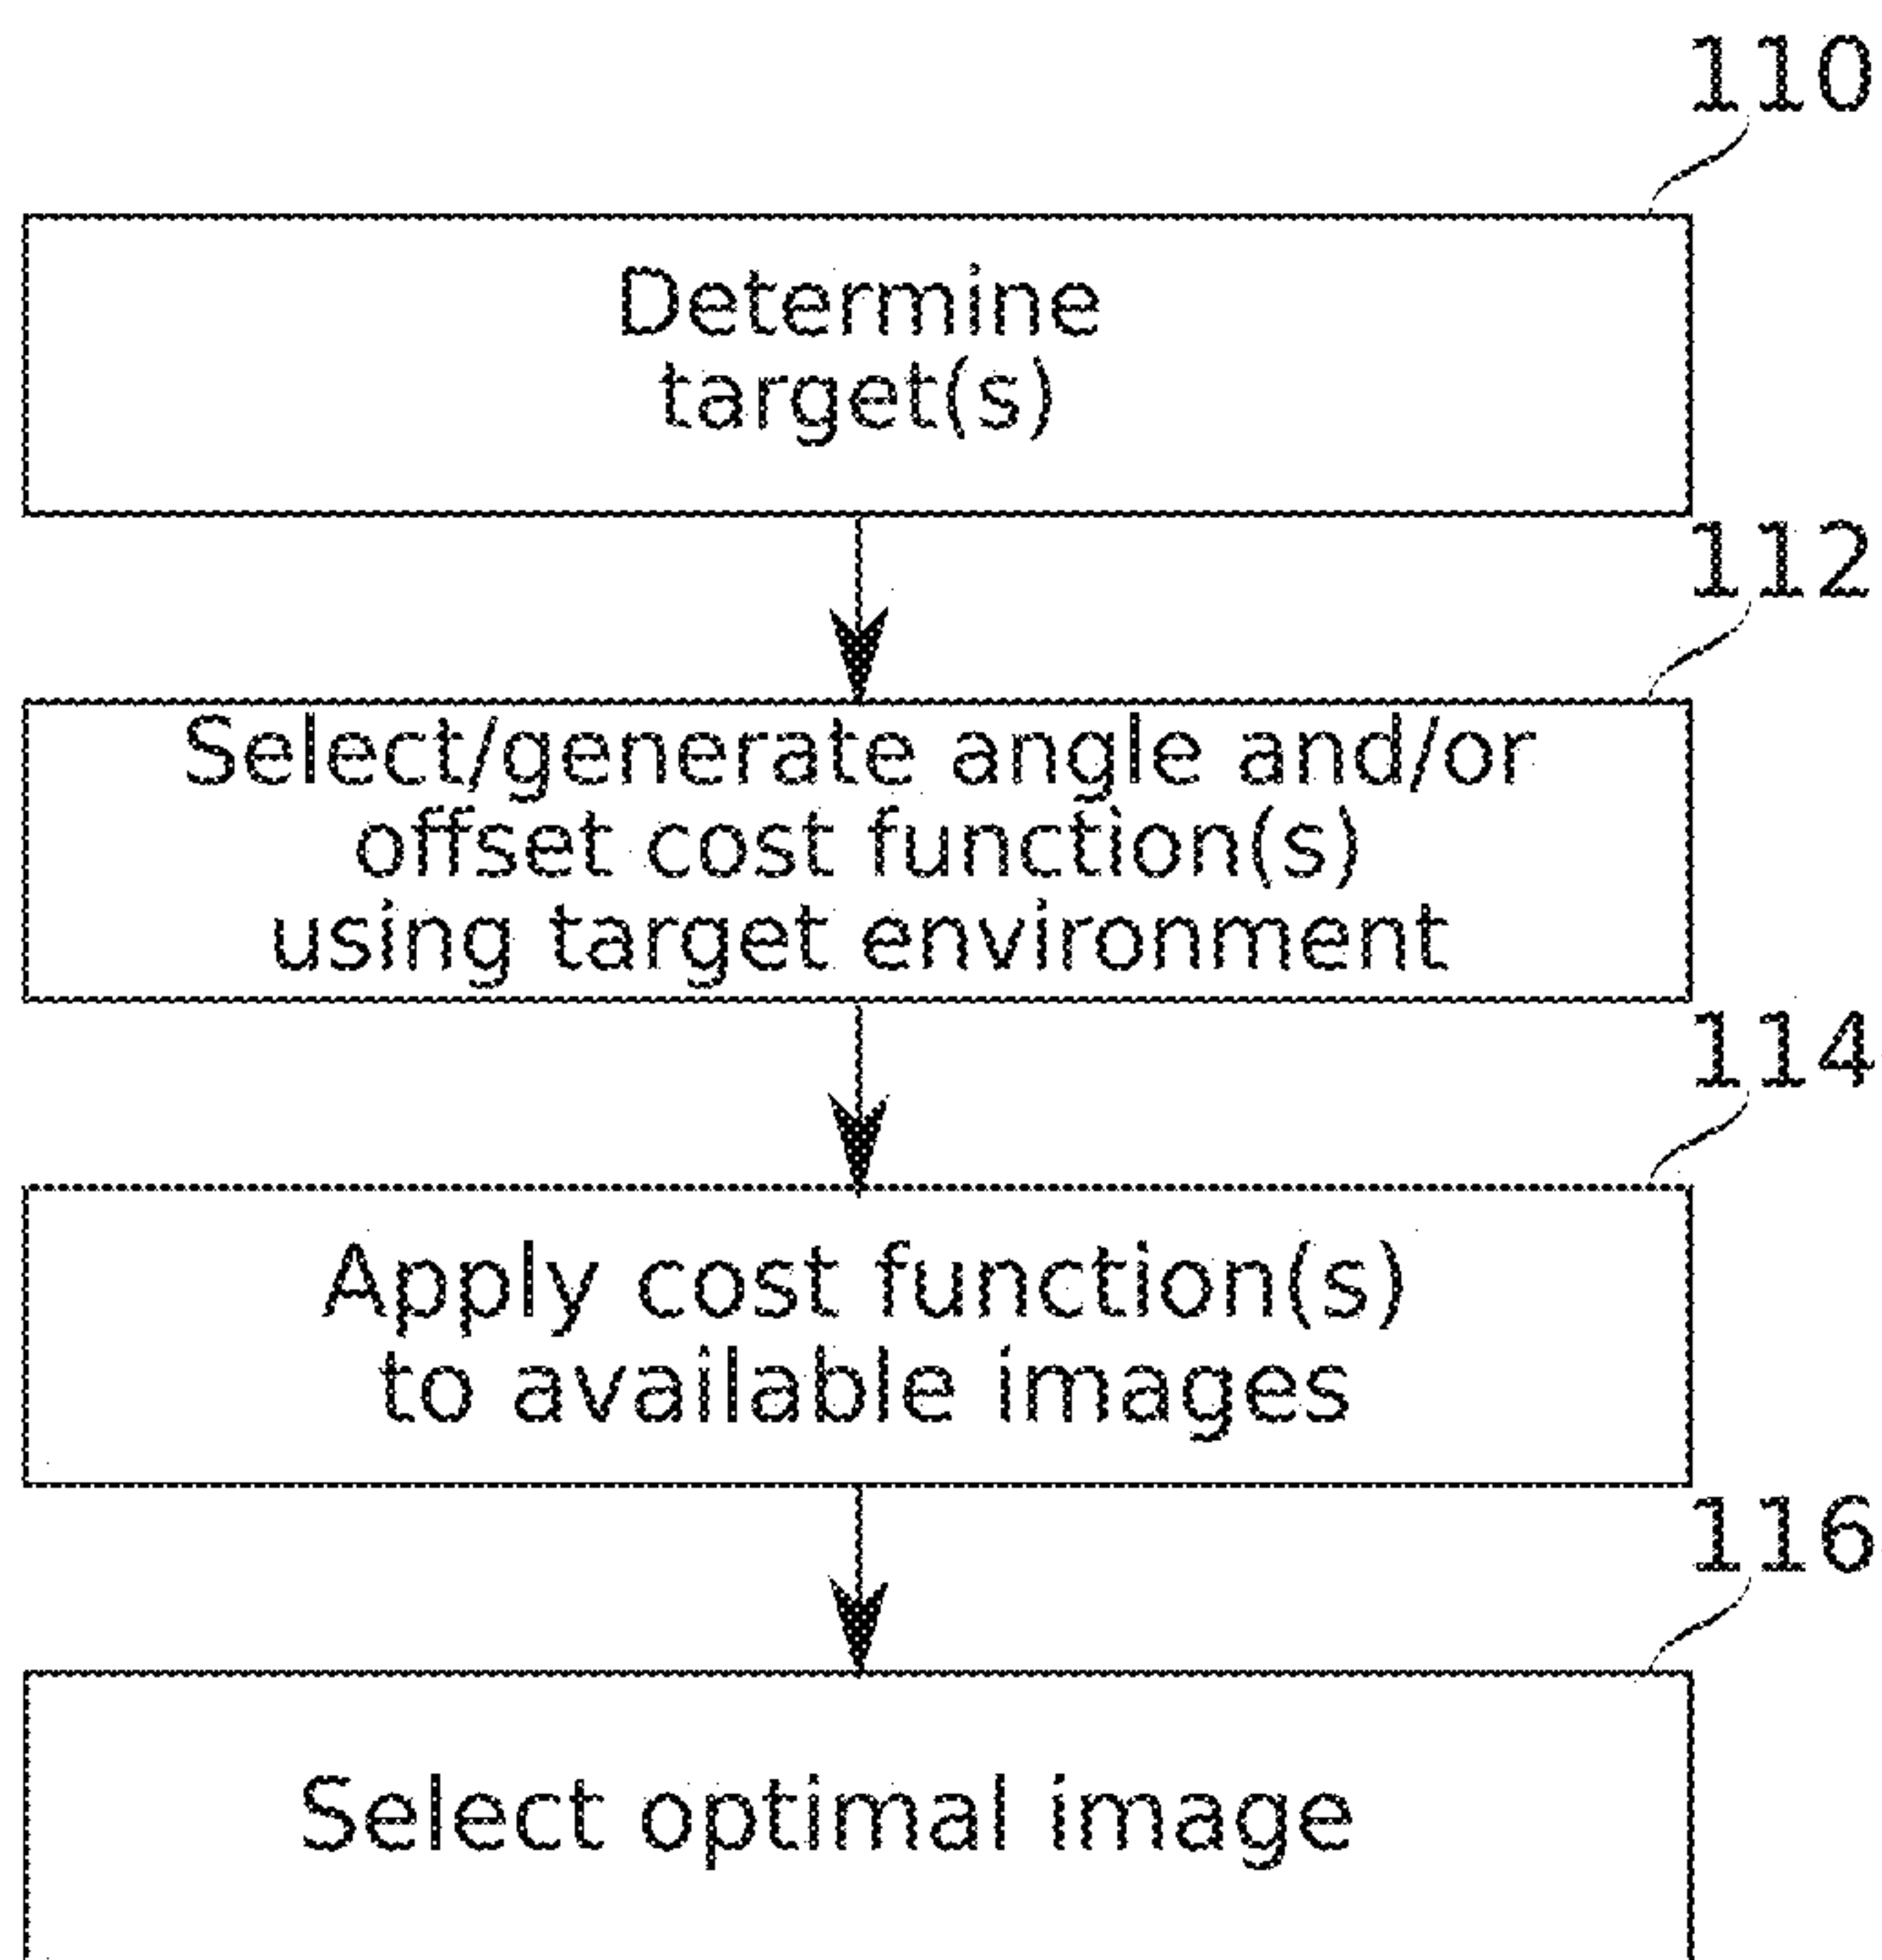 110
Determine
target(s)
112
Select/generate angle and/or
offset cost function(s)
using target environment
114
Apply cost function(s)
to available images
116
Select optimal image